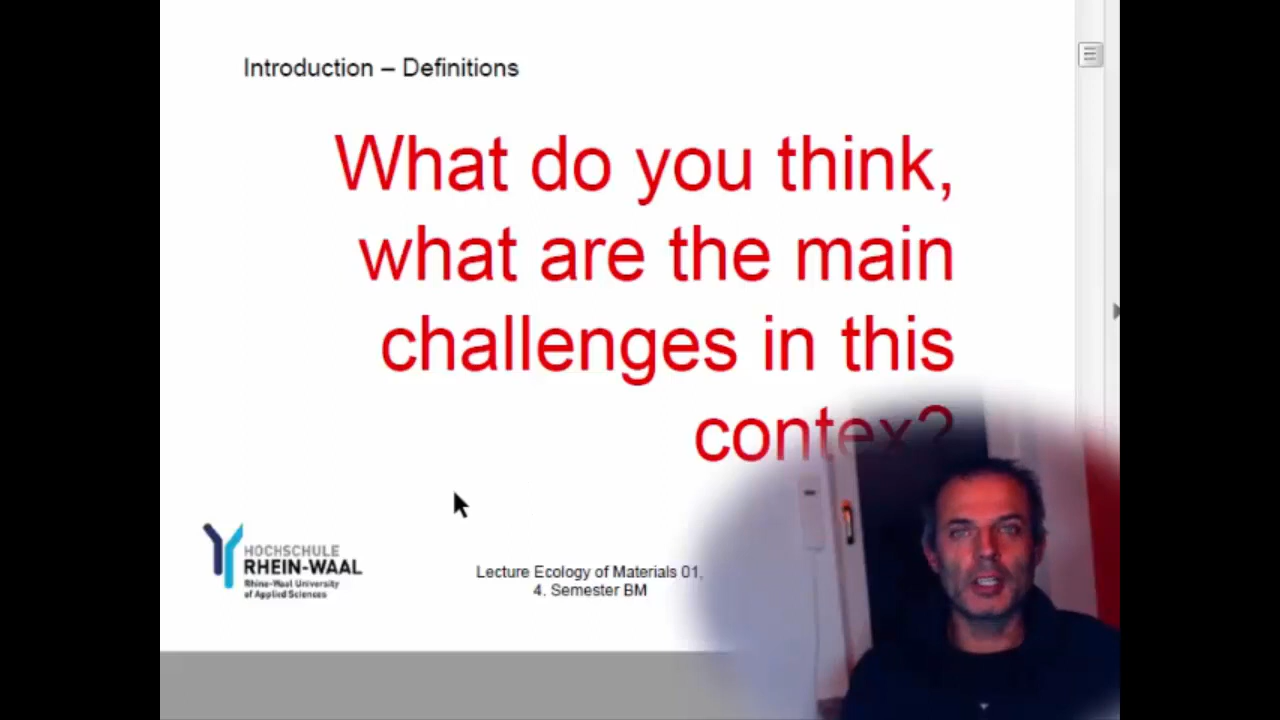 Introduction – Definitions
What do you think,
what are the main
challenges in this
contex?
HOCHSCHULE
RHEIN-WAAL
Rhine-Waal University
of Applied Sciences
Lecture Ecology of Materials 01,
4. Semester BM